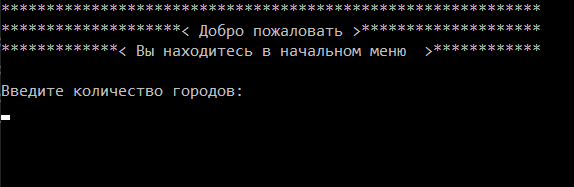 ************************************************************
********************< Добро пожаловать >********************
*************< Вы находитесь в начальном меню  >************
Введите количество городов: